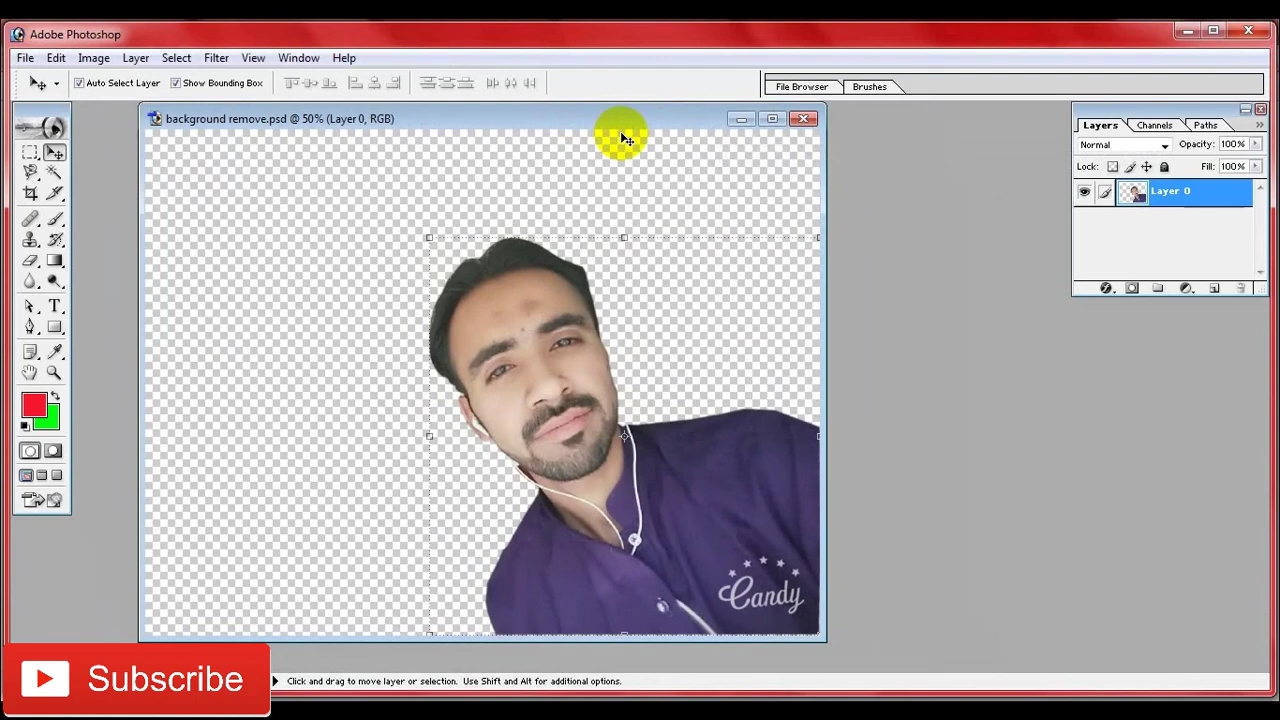 Adobe Photoshop
File Edit Image Layer Select Filter View Window Help
Auto Select Layer Show Bounding Box
File Browser Brushes
background remove.psd @ 50% (Layer 0, RGB)
Layers Channels Paths
Normal Opacity: 100%
Lock: Fill: 100%
Layer 0
Candy
Subscribe
Click and drag to move layer or selection. Use Shift and Alt for additional options.